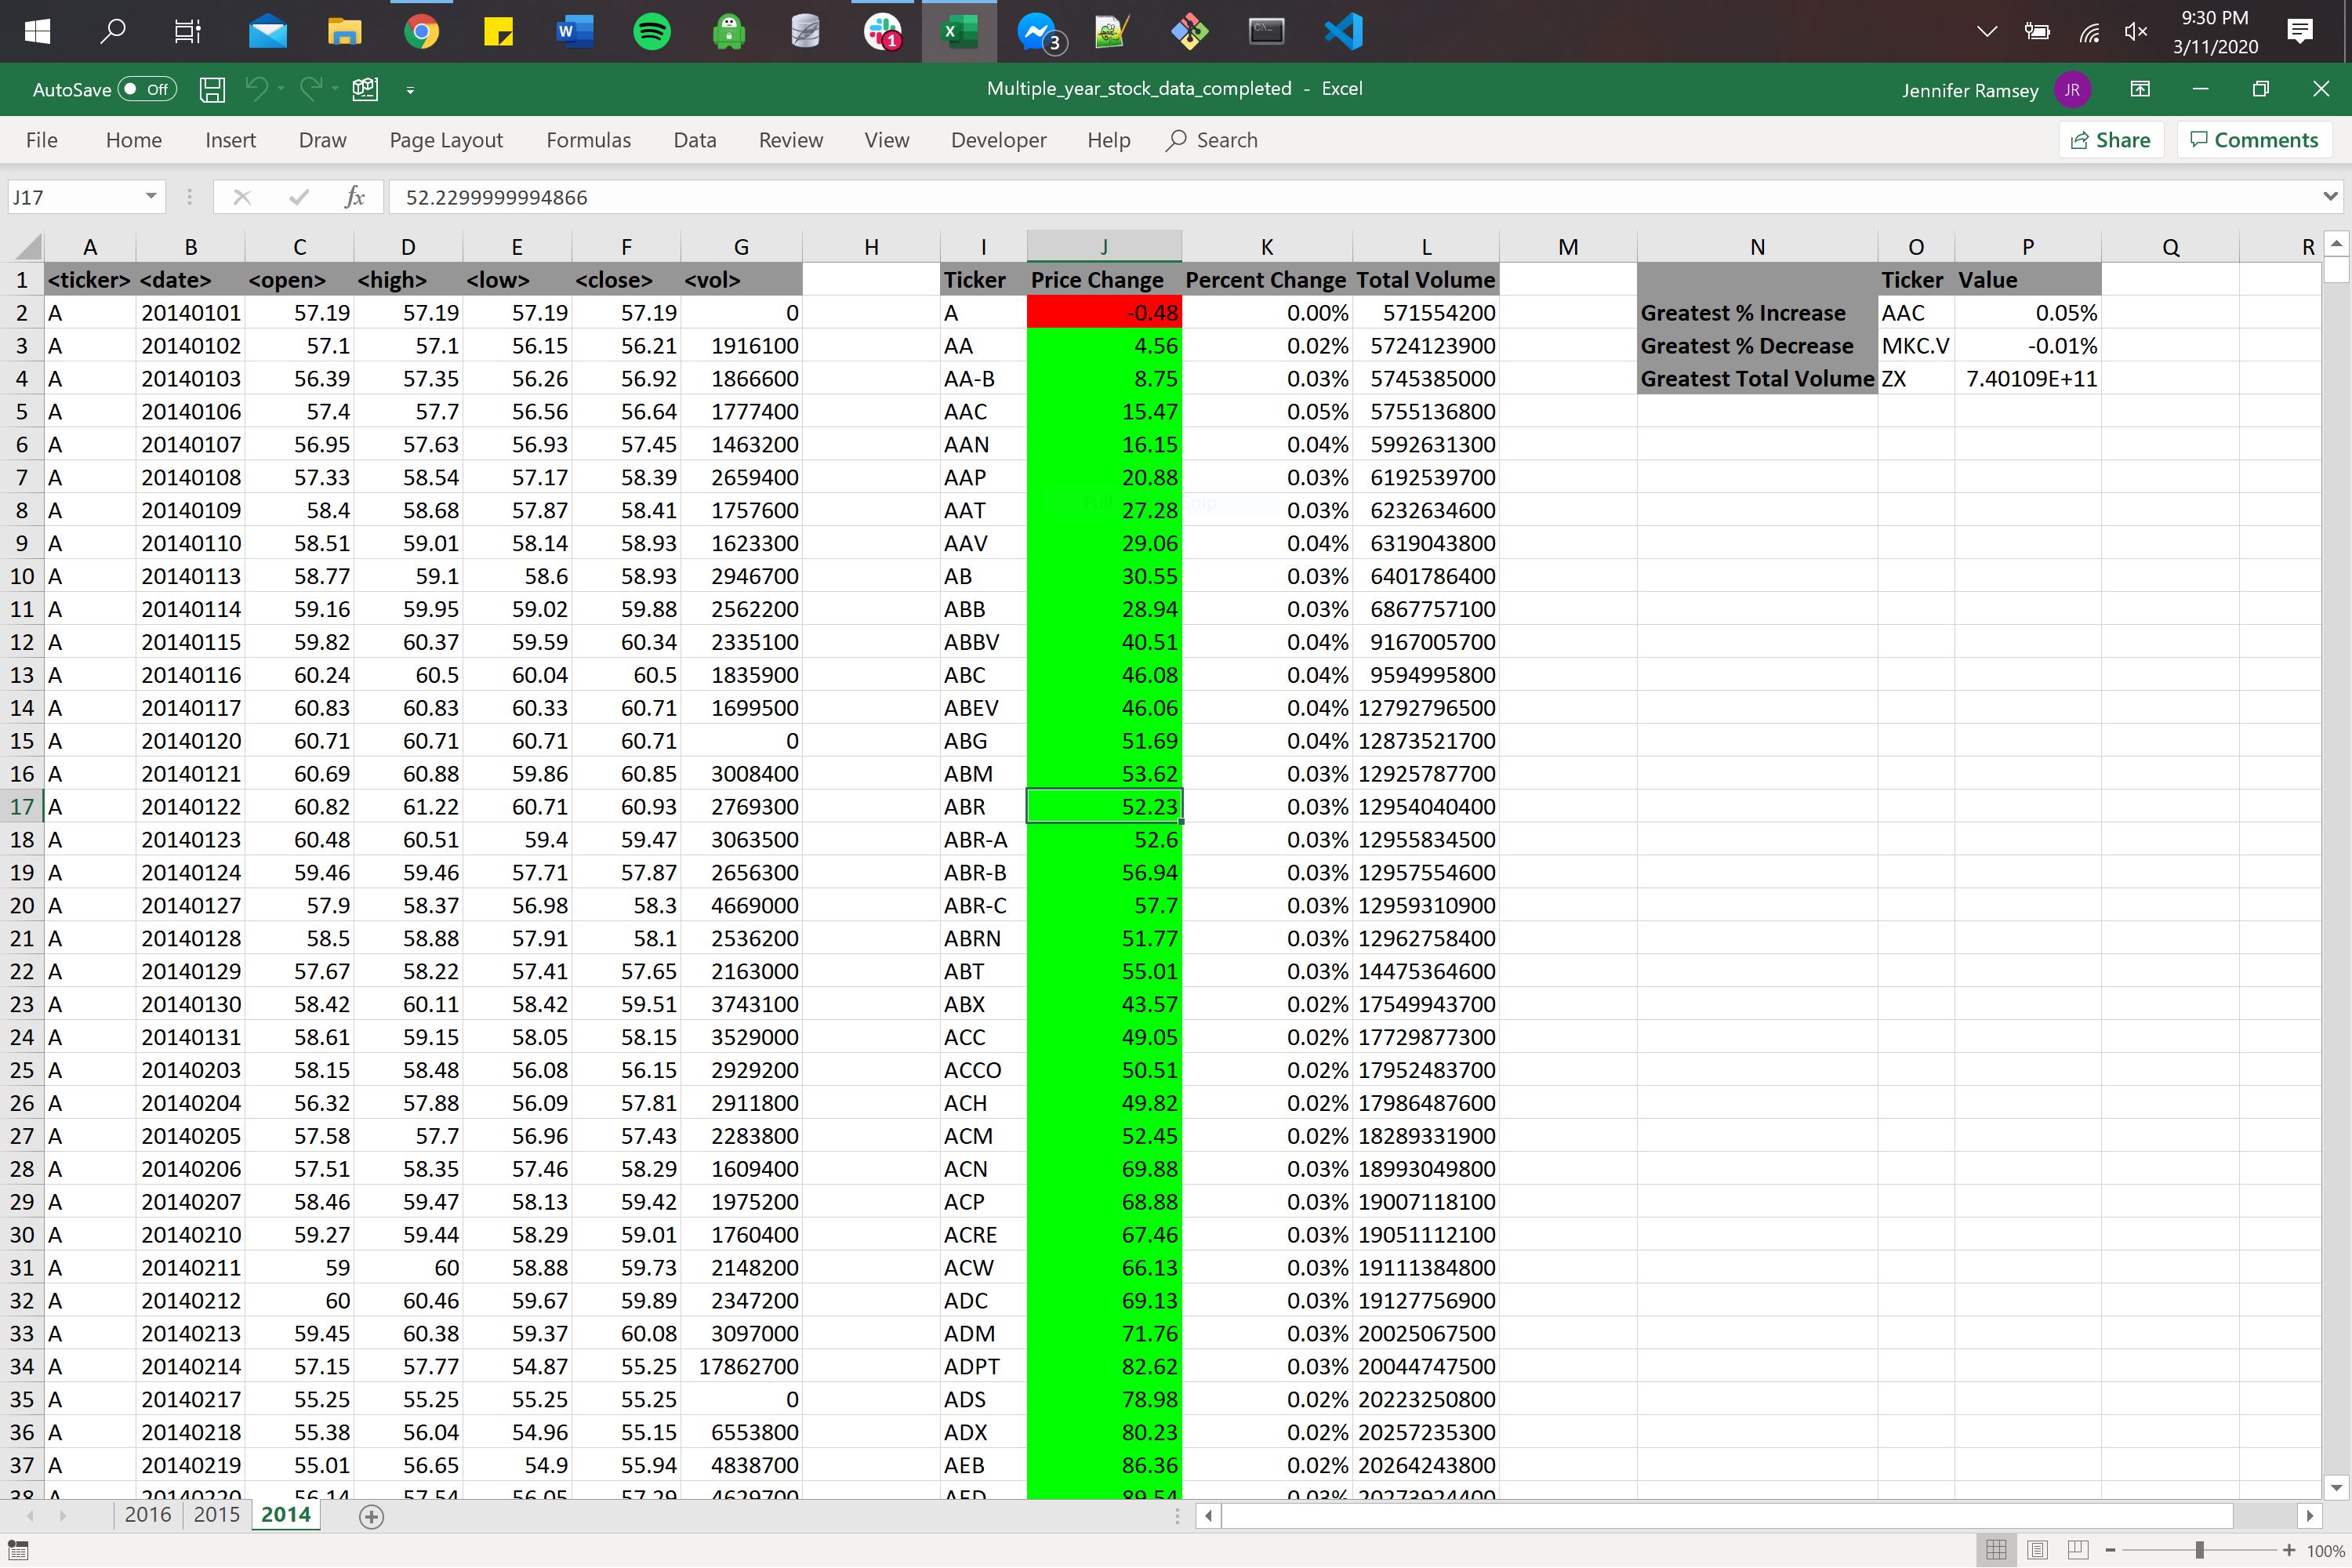 9:30 PM
1
3
3/11/2020
AutoSave Off
Multiple_year_stock_data_completed - Excel
Jennifer Ramsey JR
File Home Insert Draw Page Layout Formulas Data Review View Developer Help Search Share Comments
J17 fx 52.2299999994866
A B C D E F G H I J K L M N O P Q R
1 <ticker> <date> <open> <high> <low> <close> <vol> Ticker Price Change Percent Change Total Volume Ticker Value
2 A 20140101 57.19 57.19 57.19 57.19 0 A -0.48 0.00% 571554200 Greatest % Increase AAC 0.05%
3 A 20140102 57.1 57.1 56.15 56.21 1916100 AA 4.56 0.02% 5724123900 Greatest % Decrease MKC.V -0.01%
4 A 20140103 56.39 57.35 56.26 56.92 1866600 AA-B 8.75 0.03% 5745385000 Greatest Total Volume ZX 7.40109E+11
5 A 20140106 57.4 57.7 56.56 56.64 1777400 AAC 15.47 0.05% 5755136800
6 A 20140107 56.95 57.63 56.93 57.45 1463200 AAN 16.15 0.04% 5992631300
7 A 20140108 57.33 58.54 57.17 58.39 2659400 AAP 20.88 0.03% 6192539700
8 A 20140109 58.4 58.68 57.87 58.41 1757600 AAT 27.28 0.03% 6232634600
9 A 20140110 58.51 59.01 58.14 58.93 1623300 AAV 29.06 0.04% 6319043800
10 A 20140113 58.77 59.1 58.6 58.93 2946700 AB 30.55 0.03% 6401786400
11 A 20140114 59.16 59.95 59.02 59.88 2562200 ABB 28.94 0.03% 6867757100
12 A 20140115 59.82 60.37 59.59 60.34 2335100 ABBV 40.51 0.04% 9167005700
13 A 20140116 60.24 60.5 60.04 60.5 1835900 ABC 46.08 0.04% 9594995800
14 A 20140117 60.83 60.83 60.33 60.71 1699500 ABEV 46.06 0.04% 12792796500
15 A 20140120 60.71 60.71 60.71 60.71 0 ABG 51.69 0.04% 12873521700
16 A 20140121 60.69 60.88 59.86 60.85 3008400 ABM 53.62 0.03% 12925787700
17 A 20140122 60.82 61.22 60.71 60.93 2769300 ABR 52.23 0.03% 12954040400
18 A 20140123 60.48 60.51 59.4 59.47 3063500 ABR-A 52.6 0.03% 12955834500
19 A 20140124 59.46 59.46 57.71 57.87 2656300 ABR-B 56.94 0.03% 12957554600
20 A 20140127 57.9 58.37 56.98 58.3 4669000 ABR-C 57.7 0.03% 12959310900
21 A 20140128 58.5 58.88 57.91 58.1 2536200 ABRN 51.77 0.03% 12962758400
22 A 20140129 57.67 58.22 57.41 57.65 2163000 ABT 55.01 0.03% 14475364600
23 A 20140130 58.42 60.11 58.42 59.51 3743100 ABX 43.57 0.02% 17549943700
24 A 20140131 58.61 59.15 58.05 58.15 3529000 ACC 49.05 0.02% 17729877300
25 A 20140203 58.15 58.48 56.08 56.15 2929200 ACCO 50.51 0.02% 17952483700
26 A 20140204 56.32 57.88 56.09 57.81 2911800 ACH 49.82 0.02% 17986487600
27 A 20140205 57.58 57.7 56.96 57.43 2283800 ACM 52.45 0.02% 18289331900
28 A 20140206 57.51 58.35 57.46 58.29 1609400 ACN 69.88 0.03% 18993049800
29 A 20140207 58.46 59.47 58.13 59.42 1975200 ACP 68.88 0.03% 19007118100
30 A 20140210 59.27 59.44 58.29 59.01 1760400 ACRE 67.46 0.03% 19051112100
31 A 20140211 59 60 58.88 59.73 2148200 ACW 66.13 0.03% 19111384800
32 A 20140212 60 60.46 59.67 59.89 2347200 ADC 69.13 0.03% 19127756900
33 A 20140213 59.45 60.38 59.37 60.08 3097000 ADM 71.76 0.03% 20025067500
34 A 20140214 57.15 57.77 54.87 55.25 17862700 ADPT 82.62 0.03% 20044747500
35 A 20140217 55.25 55.25 55.25 55.25 0 ADS 78.98 0.02% 20223250800
36 A 20140218 55.38 56.04 54.96 55.15 6553800 ADX 80.23 0.02% 20257235300
37 A 20140219 55.01 56.65 54.9 55.94 4838700 AEB 86.36 0.02% 20264243800
38 A 20140220 56.14 57.54 56.05 57.29 4629700 AED 89.54 0.03% 20273924400
2016 2015 2014
100%